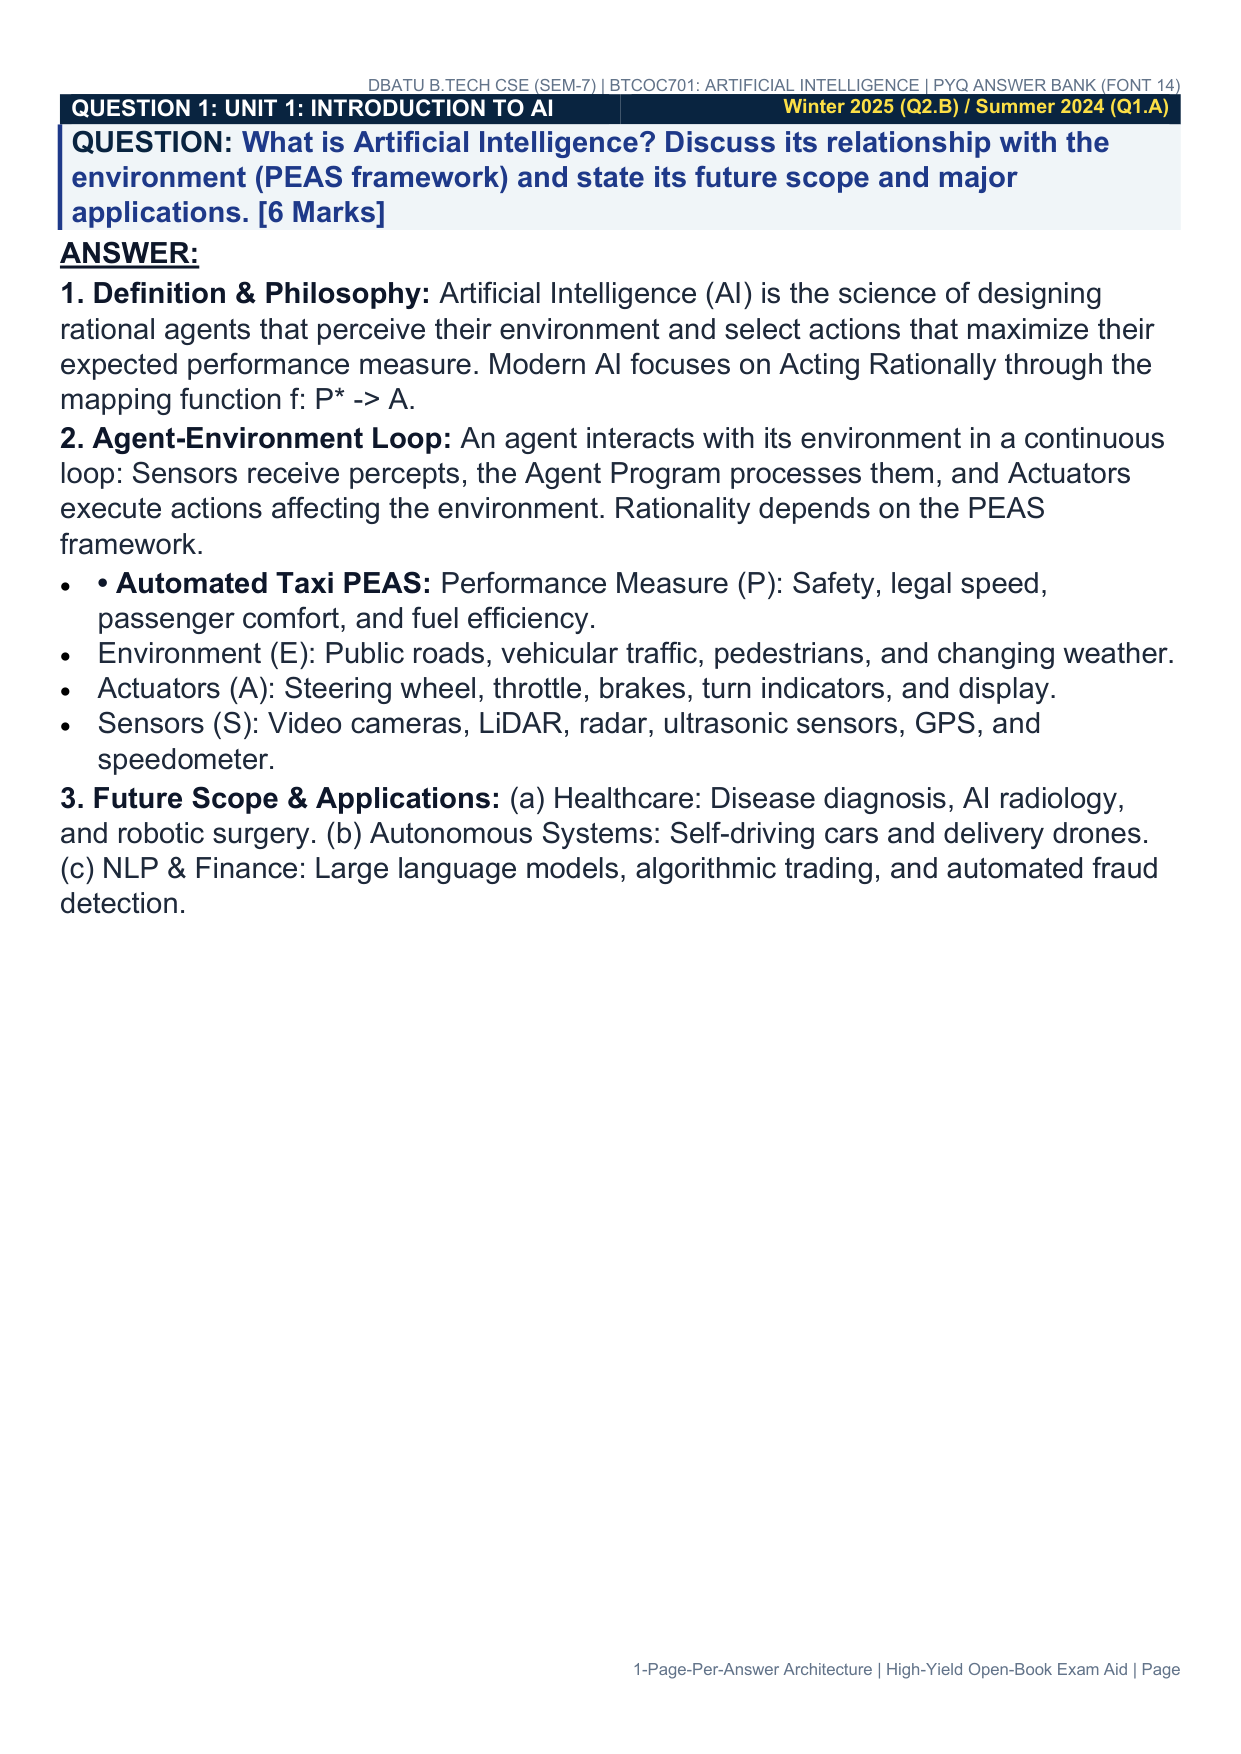 DBATU B.TECH CSE (SEM-7) | BTCOC701: ARTIFICIAL INTELLIGENCE | PYQ ANSWER BANK (FONT 14)
QUESTION 1: UNIT 1: INTRODUCTION TO AI Winter 2025 (Q2.B) / Summer 2024 (Q1.A)
QUESTION: What is Artificial Intelligence? Discuss its relationship with the
environment (PEAS framework) and state its future scope and major
applications. [6 Marks]
ANSWER:
1. Definition & Philosophy: Artificial Intelligence (AI) is the science of designing
rational agents that perceive their environment and select actions that maximize their
expected performance measure. Modern AI focuses on Acting Rationally through the
mapping function f: P* -> A.
2. Agent-Environment Loop: An agent interacts with its environment in a continuous
loop: Sensors receive percepts, the Agent Program processes them, and Actuators
execute actions affecting the environment. Rationality depends on the PEAS
framework.
• • Automated Taxi PEAS: Performance Measure (P): Safety, legal speed,
passenger comfort, and fuel efficiency.
• Environment (E): Public roads, vehicular traffic, pedestrians, and changing weather.
• Actuators (A): Steering wheel, throttle, brakes, turn indicators, and display.
• Sensors (S): Video cameras, LiDAR, radar, ultrasonic sensors, GPS, and
speedometer.
3. Future Scope & Applications: (a) Healthcare: Disease diagnosis, AI radiology,
and robotic surgery. (b) Autonomous Systems: Self-driving cars and delivery drones.
(c) NLP & Finance: Large language models, algorithmic trading, and automated fraud
detection.
1-Page-Per-Answer Architecture | High-Yield Open-Book Exam Aid | Page